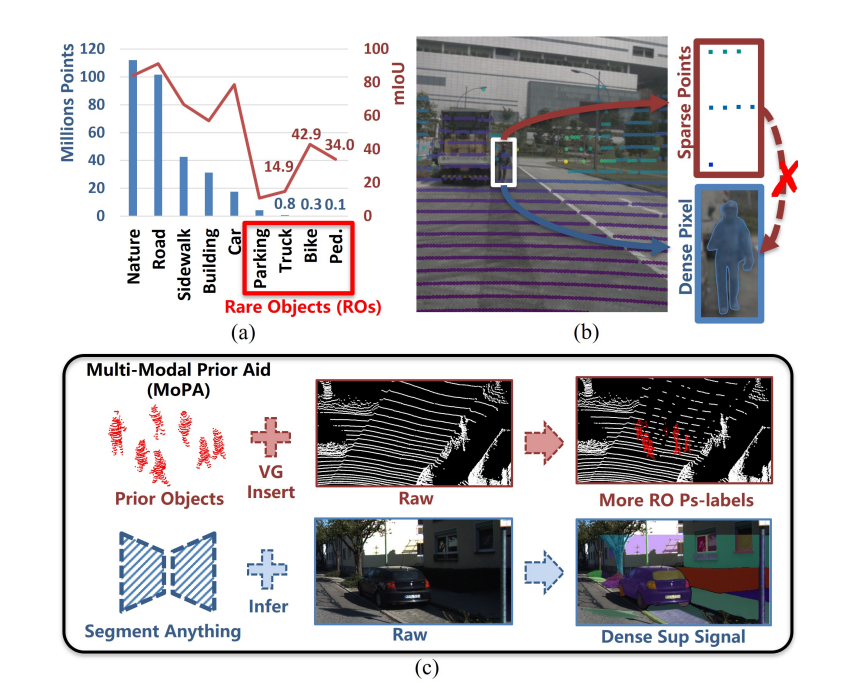 Millions Points
120
100
80
60
40
20
0
100
80
60
40
20
0
mIoU
14.9
42.9
34.0
0.8
0.3
0.1
Nature
Road
Sidewalk
Building
Car
Parking
Truck
Bike
Ped.
Rare Objects (ROs)
(a)
Sparse Points
Dense Pixel
(b)
Multi-Modal Prior Aid
(MoPA)
Prior Objects
VG
Insert
Raw
More RO Ps-labels
Segment Anything
Infer
Raw
Dense Sup Signal
(c)